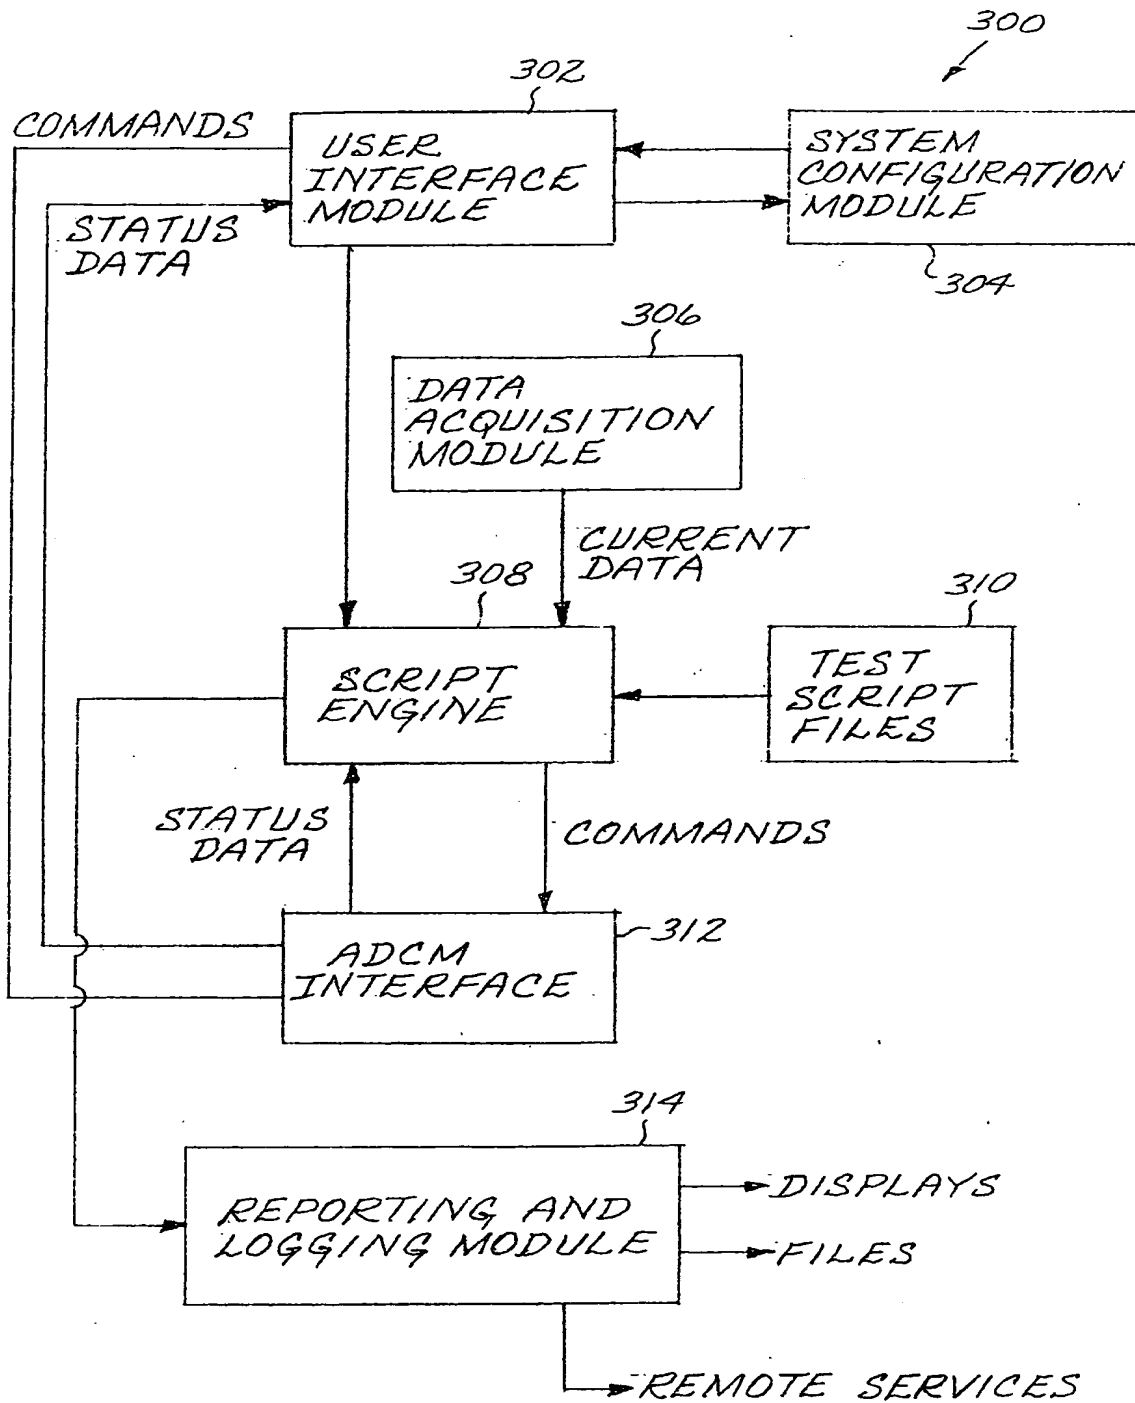 300
302
COMMANDS
USER
INTERFACE
MODULE
SYSTEM
CONFIGURATION
MODULE
STATUS
DATA
304
306
DATA
ACQUISITION
MODULE
CURRENT
DATA
308
310
SCRIPT
ENGINE
TEST
SCRIPT
FILES
STATUS
DATA
COMMANDS
312
ADCM
INTERFACE
314
REPORTING AND
LOGGING MODULE
DISPLAYS
FILES
REMOTE SERVICES